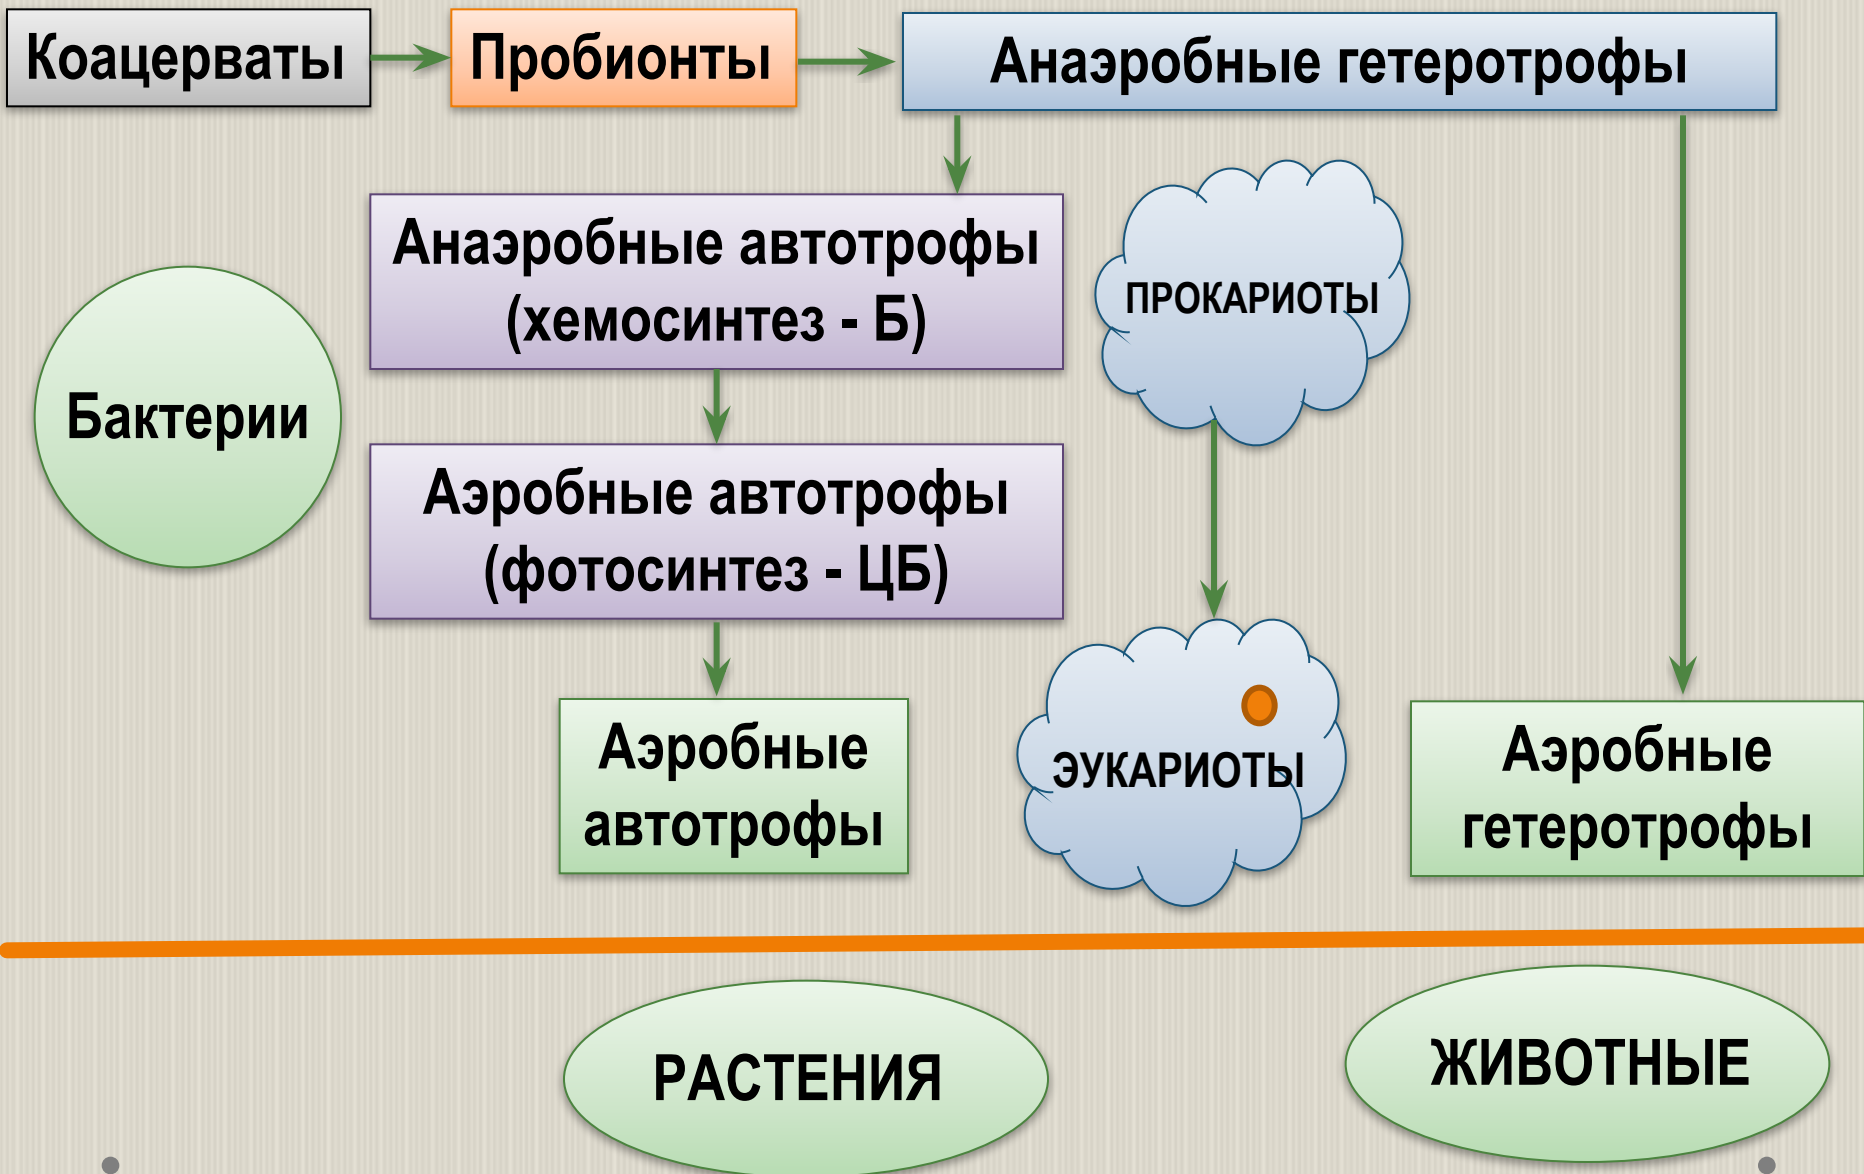 Коацерваты
Пробионты
Анаэробные гетеротрофы
Анаэробные автотрофы
(хемосинтез - Б)
ПРОКАРИОТЫ
Бактерии
Аэробные автотрофы
(фотосинтез - ЦБ)
Аэробные
автотрофы
ЭУКАРИОТЫ
Аэробные
гетеротрофы
РАСТЕНИЯ
ЖИВОТНЫЕ